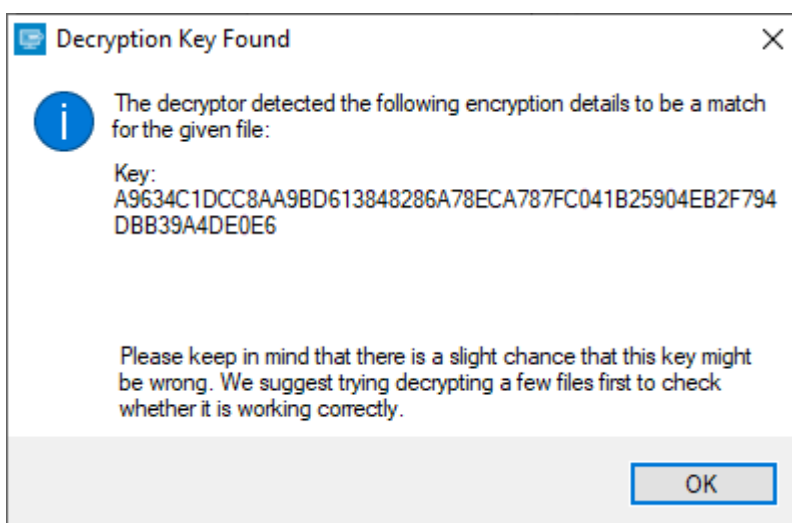 Decryption Key Found
The decryptor detected the following encryption details to be a match
for the given file:
Key:
A9634C1DCC8AA9BD613848286A78ECA787FC041B25904EB2F794
DBB39A4DE0E6
Please keep in mind that there is a slight chance that this key might
be wrong. We suggest trying decrypting a few files first to check
whether it is working correctly.
OK